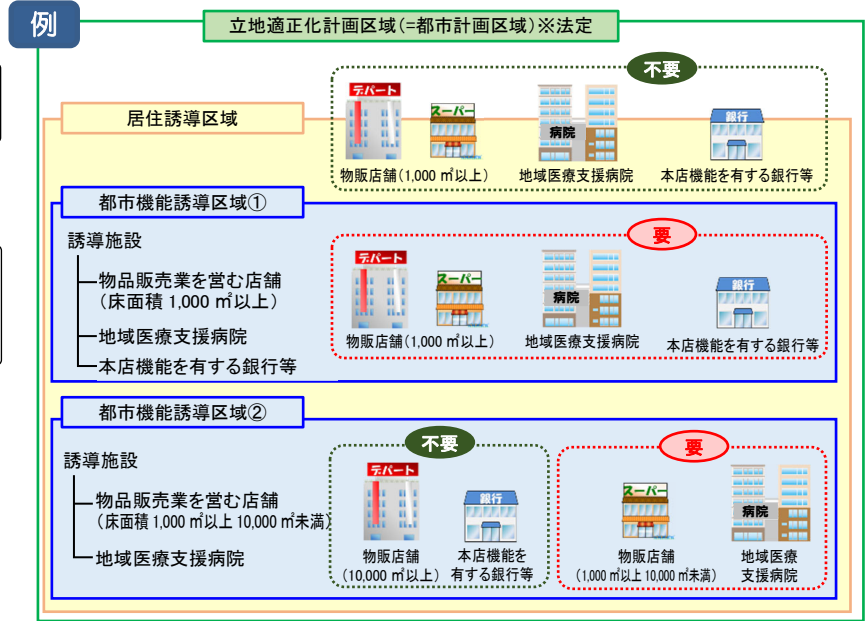 例
立地適正化計画区域(=都市計画区域)※法定
不要
居住誘導区域
デパート
スーパー
病院
銀行
物販店舗(1,000 ㎡以上)
地域医療支援病院
本店機能を有する銀行等
都市機能誘導区域①
誘導施設
物品販売業を営む店舗
(床面積 1,000 ㎡以上)
地域医療支援病院
本店機能を有する銀行等
要
デパート
スーパー
病院
銀行
物販店舗(1,000 ㎡以上)
地域医療支援病院
本店機能を有する銀行等
都市機能誘導区域②
誘導施設
物品販売業を営む店舗
(床面積 1,000 ㎡以上 10,000 ㎡未満)
地域医療支援病院
不要
デパート
銀行
物販店舗
(10,000 ㎡以上)
本店機能を
有する銀行等
要
スーパー
病院
物販店舗
(1,000 ㎡以上 10,000 ㎡未満)
地域医療
支援病院